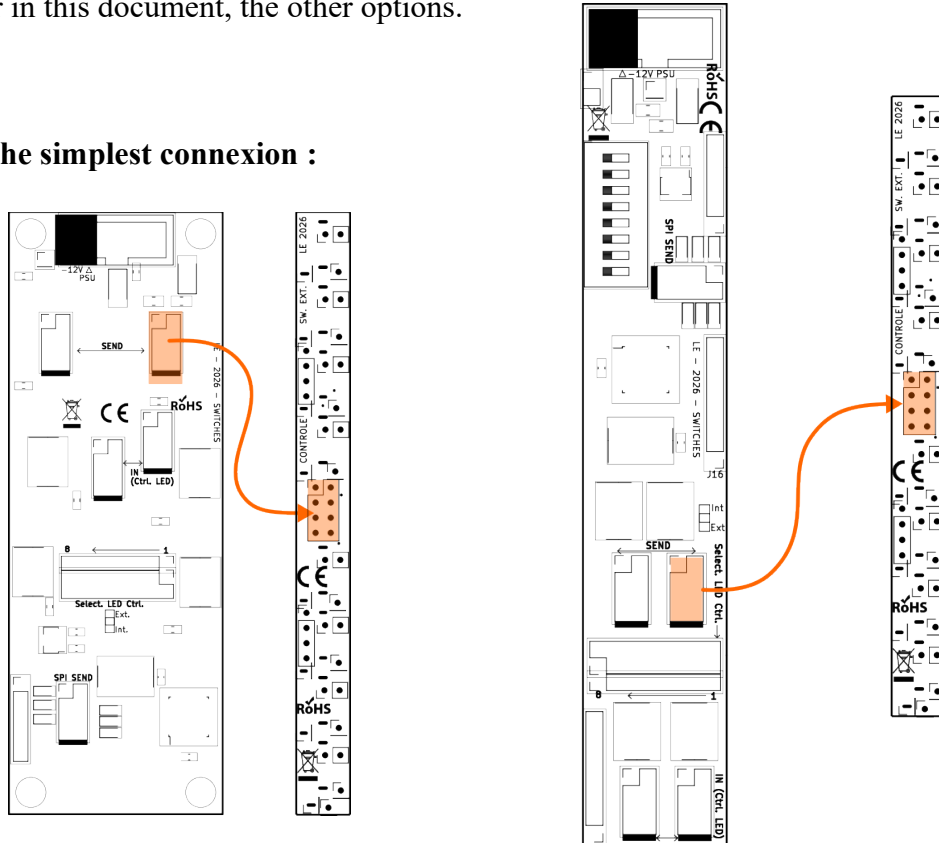 r in this document, the other options.
he simplest connexion :
-12V △
PSU
SEND
CE
RoHS
IN
(Ctrl. LED)
LE - 2026 - SWITCHES
8 1
Select. LED Ctrl.
Ext.
Int.
SPI SEND
LE 2026
SW. EXT.
CONTROLE
CE
RoHS
△ -12V PSU
RoHS
CE
SPI SEND
LE - 2026 - SWITCHES
J16
Int
Ext
SEND
Select. LED Ctrl.
8 1
IN (Ctrl. LED)
LE 2026
SW. EXT.
CONTROLE
CE
RoHS